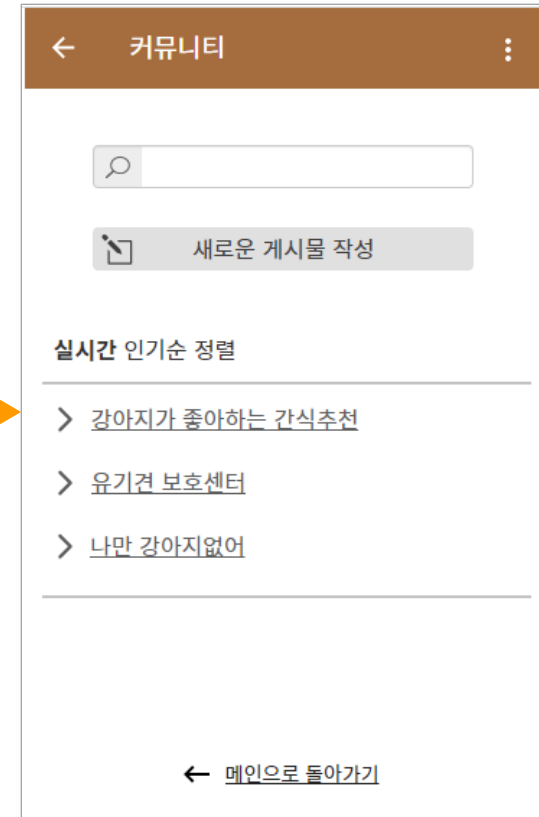 커뮤니티
새로운 게시물 작성
실시간 인기순 정렬
강아지가 좋아하는 간식추천
유기견 보호센터
나만 강아지없어
메인으로 돌아가기